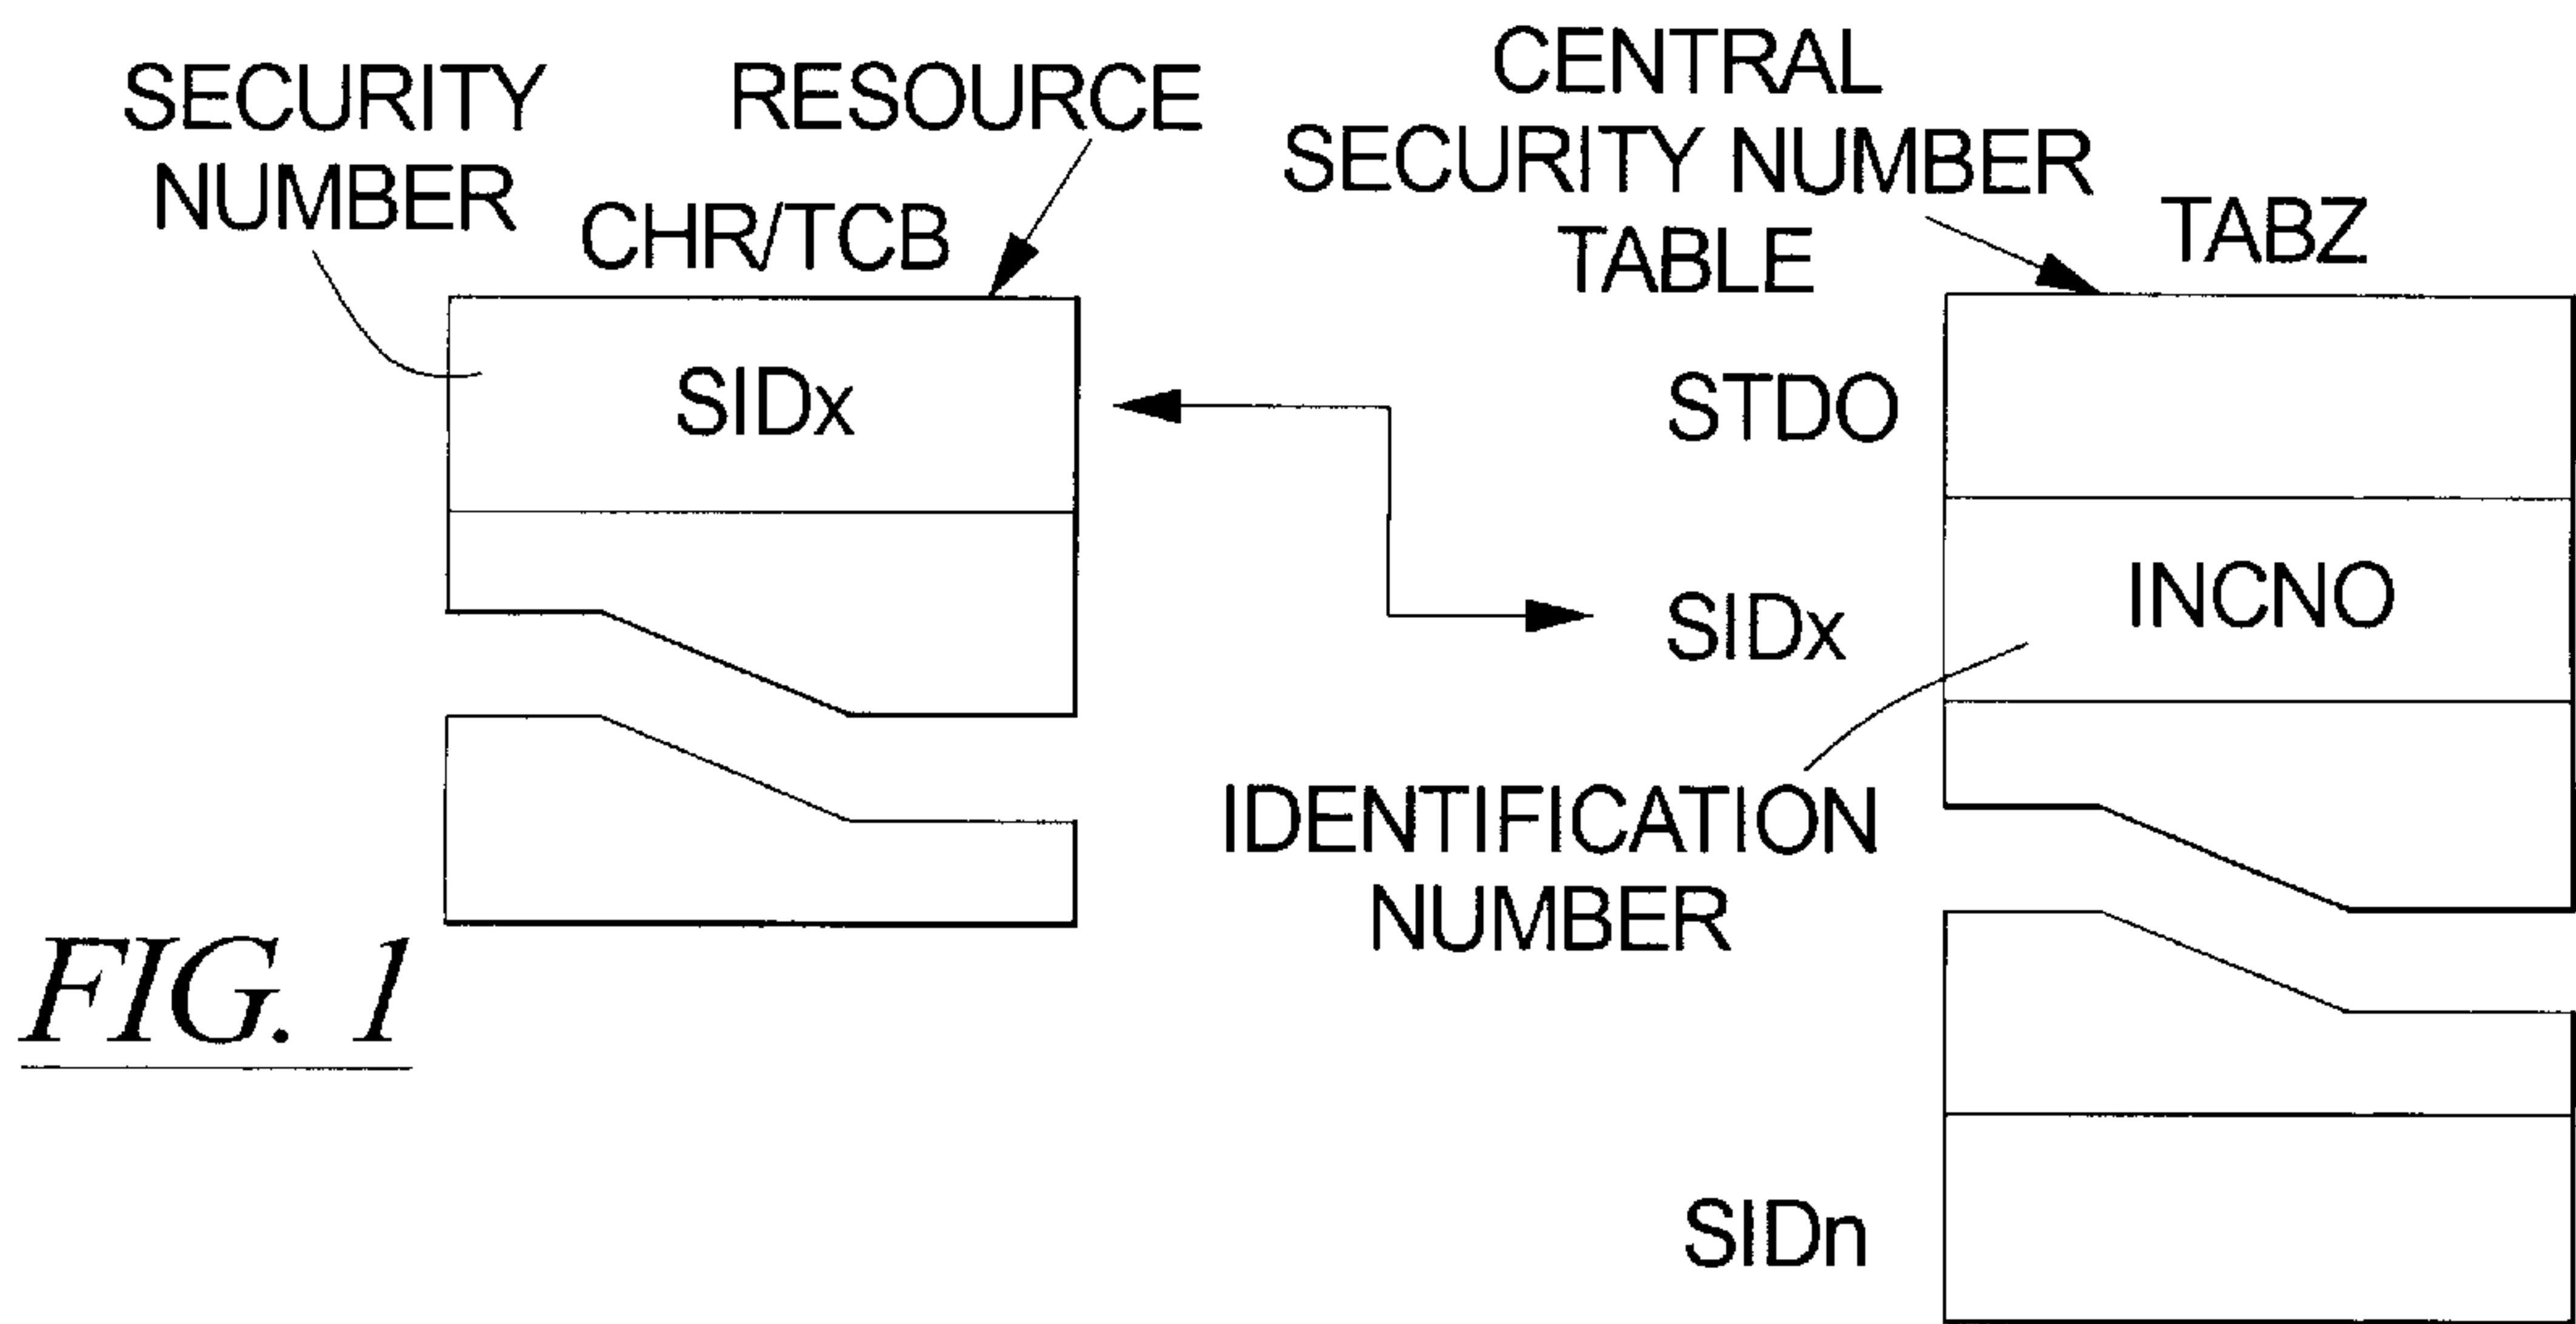 SECURITY
NUMBER
RESOURCE
CHR/TCB
CENTRAL
SECURITY NUMBER
TABLE
TABZ
SIDx
STDO
SIDx
INCNO
IDENTIFICATION
NUMBER
SIDn
FIG. 1